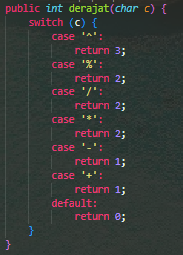 public int derajat(char c) {
    switch (c) {
        case '^':
            return 3;
        case '%':
            return 2;
        case '/':
            return 2;
        case '*':
            return 2;
        case '-':
            return 1;
        case '+':
            return 1;
        default:
            return 0;
    }
}